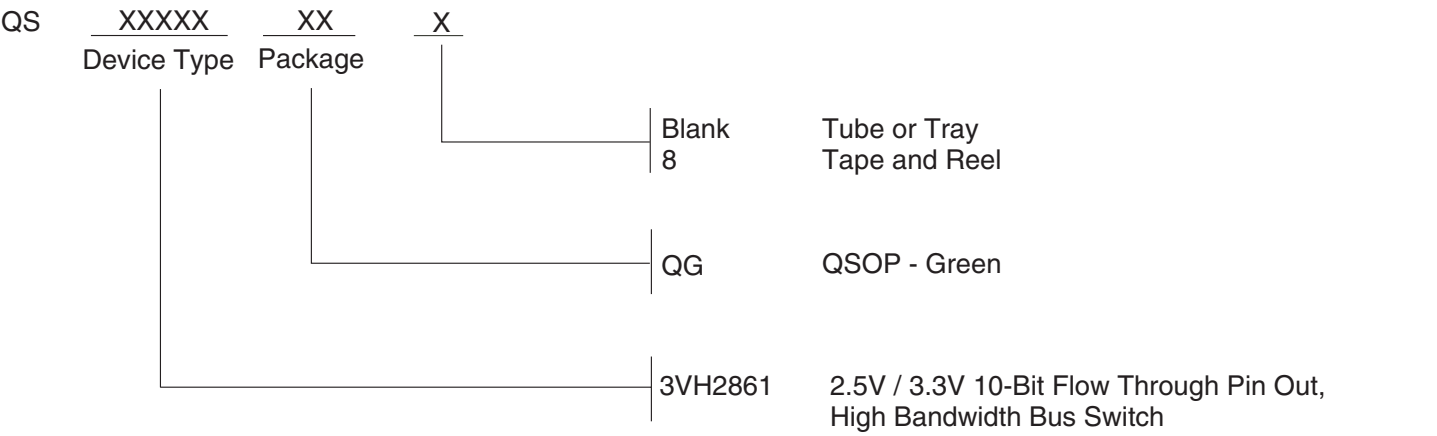 QS XXXXX XX X
Device Type Package
Blank Tube or Tray
8 Tape and Reel
QG QSOP - Green
3VH2861 2.5V / 3.3V 10-Bit Flow Through Pin Out,
High Bandwidth Bus Switch